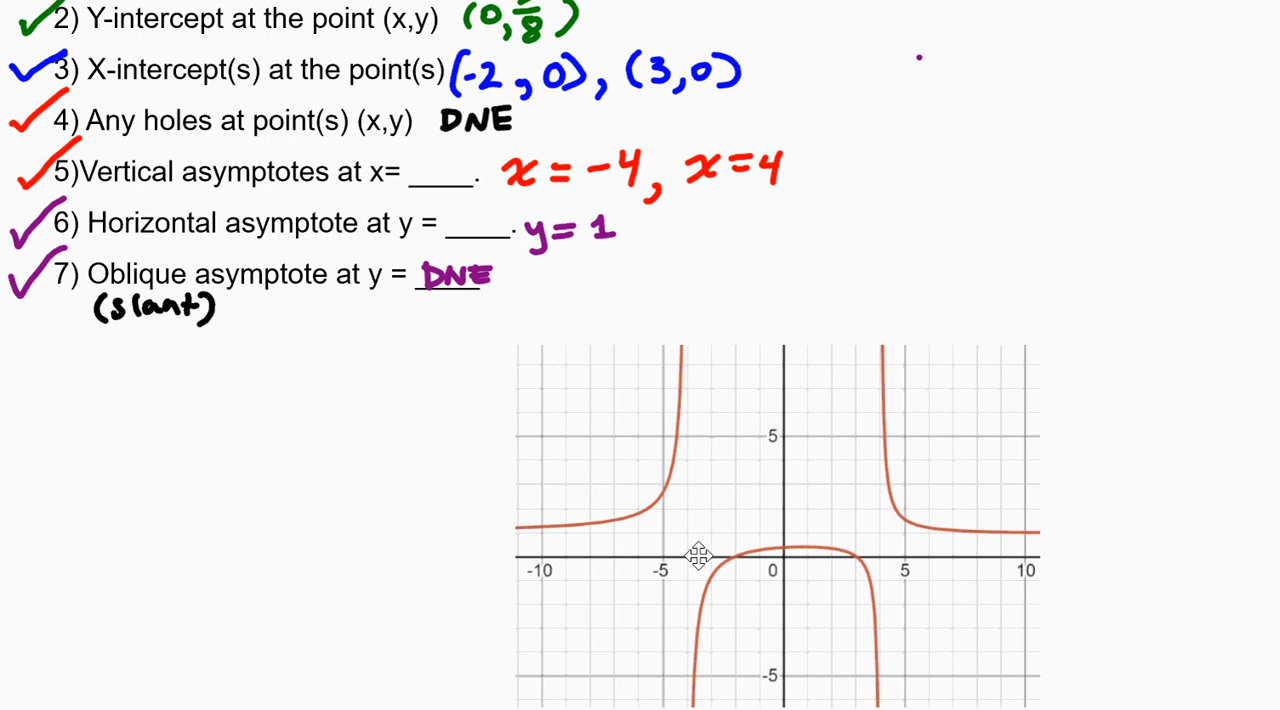 2) Y-intercept at the point (x,y) (0, /8)
3) X-intercept(s) at the point(s) (-2,0), (3,0)
4) Any holes at point(s) (x,y) DNE
5)Vertical asymptotes at x= ____. x=-4, x=4
6) Horizontal asymptote at y = ____. y=1
7) Oblique asymptote at y = DNE
(slant)
5
-10 -5 0 5 10
-5